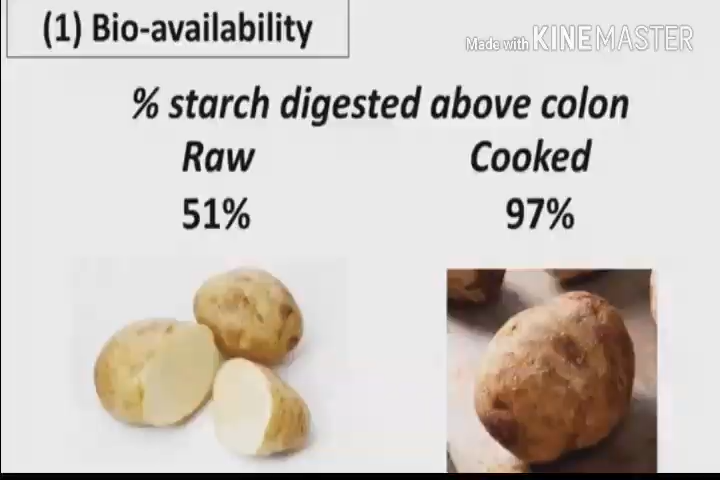 (1) Bio-availability
Made with KINEMASTER
% starch digested above colon
Raw Cooked
51% 97%